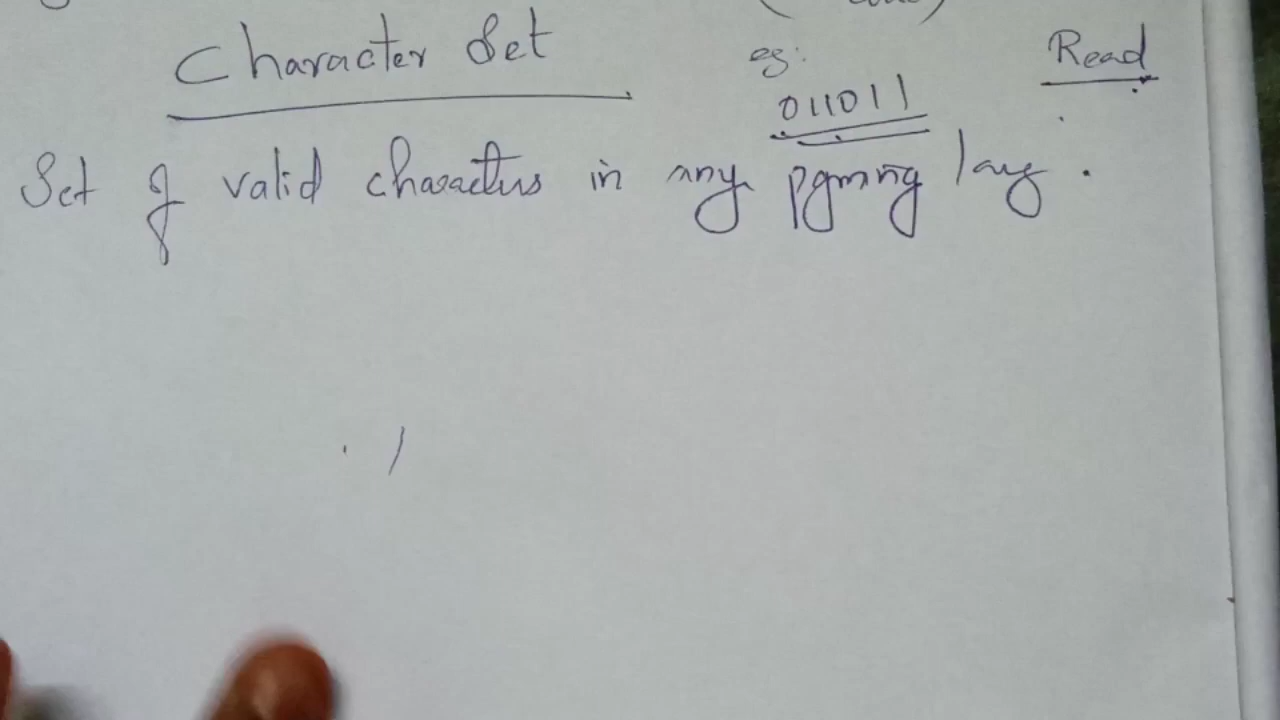 Character Set
eg:
011011
Read
Set of valid characters in any pgmng lang.